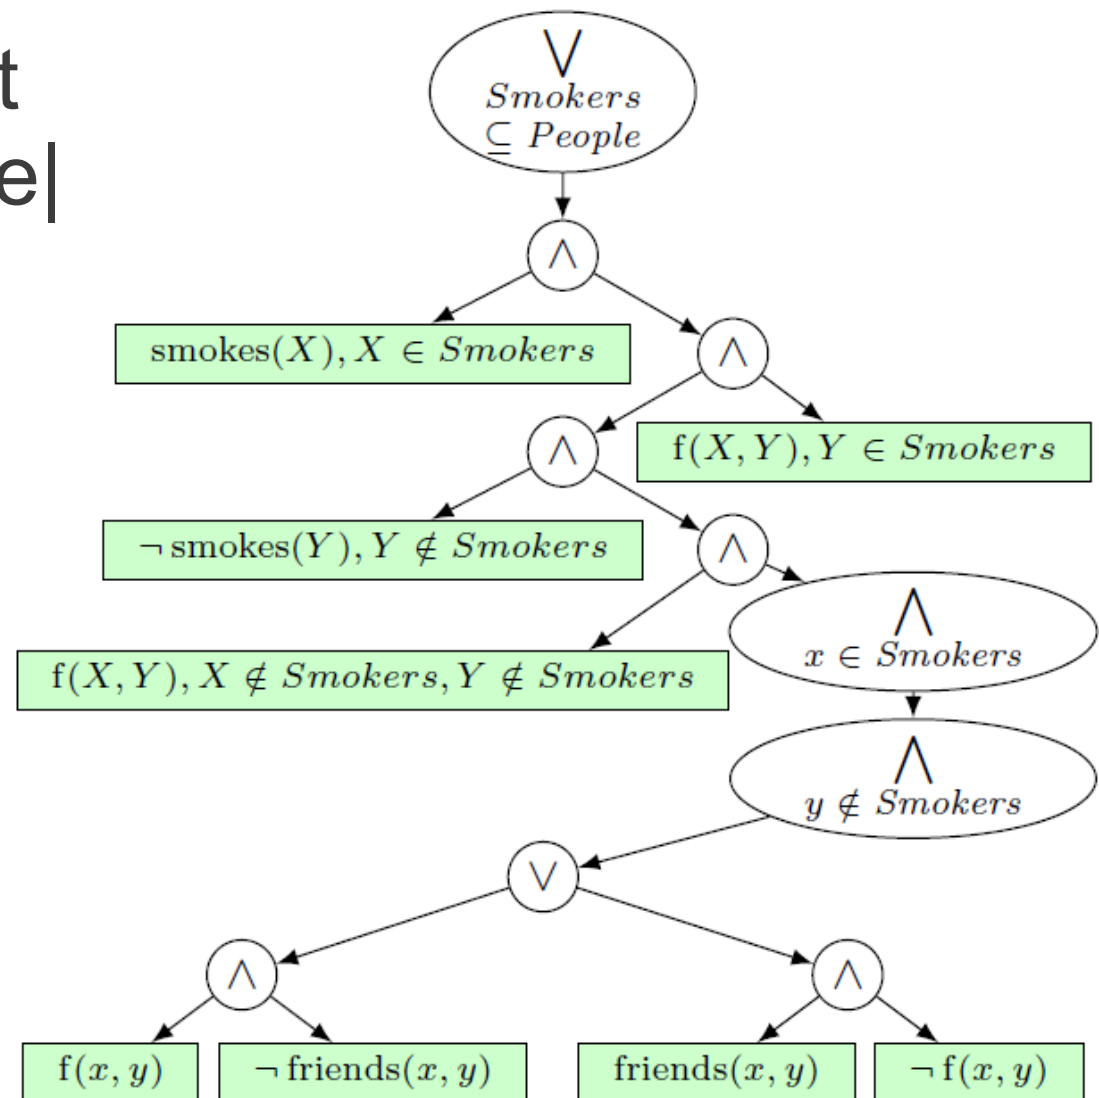 t
e|
⋁
Smokers
⊆ People
∧
smokes(X), X ∈ Smokers
∧
∧
f(X, Y), Y ∈ Smokers
¬ smokes(Y), Y ∉ Smokers
∧
⋀
x ∈ Smokers
f(X, Y), X ∉ Smokers, Y ∉ Smokers
⋀
y ∉ Smokers
∨
∧
∧
f(x, y)
¬ friends(x, y)
friends(x, y)
¬ f(x, y)